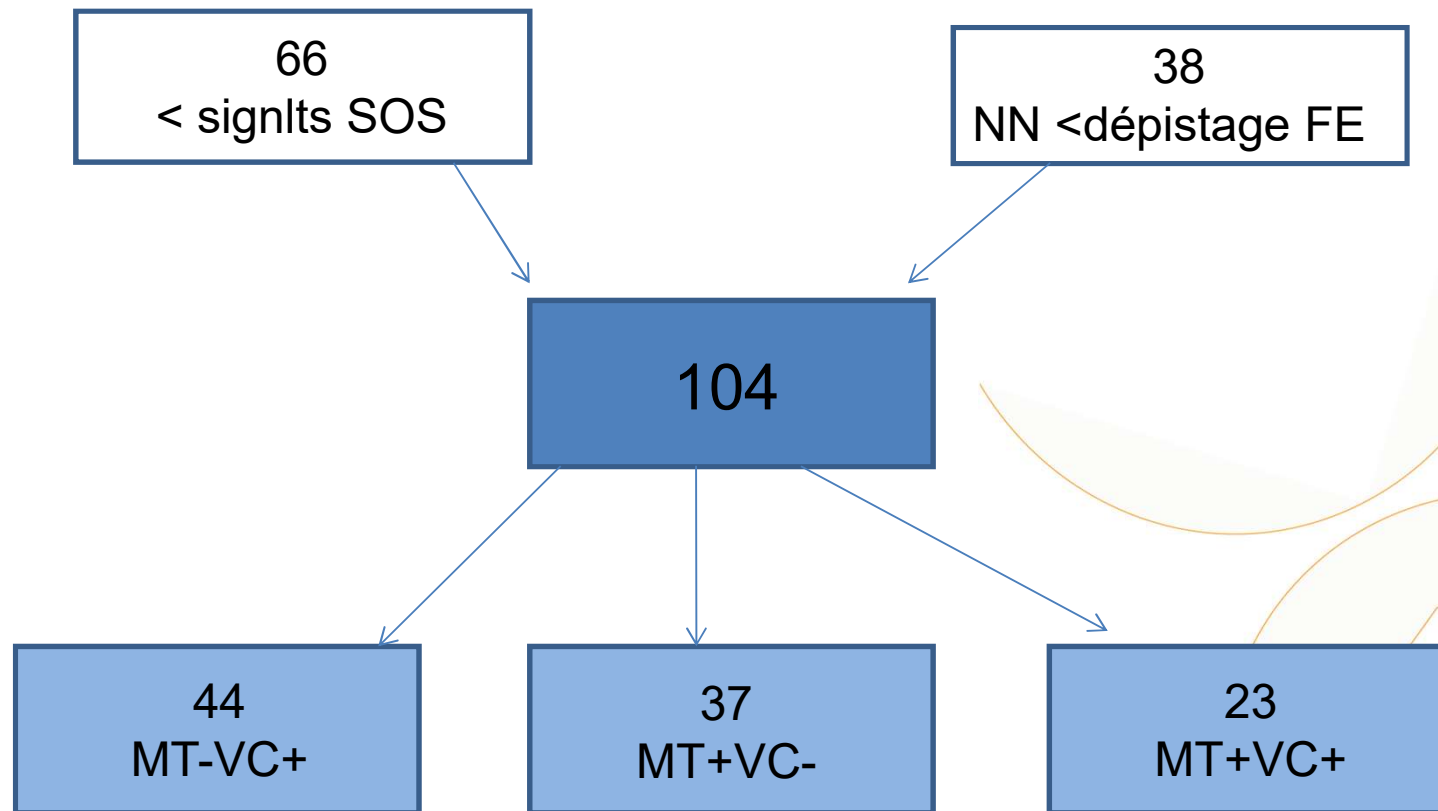 66
< signlts SOS
38
NN <dépistage FE
104
44
MT-VC+
37
MT+VC-
23
MT+VC+